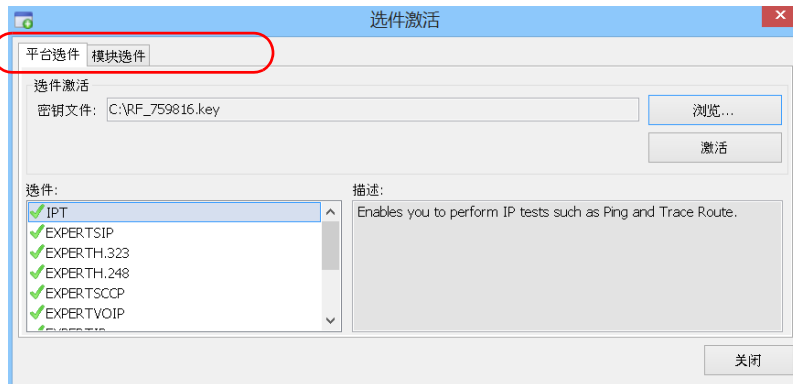 选件激活
平台选件 模块选件
选件激活
密钥文件: C:\RF_759816.key 浏览...
激活
选件: 描述:
IPT Enables you to perform IP tests such as Ping and Trace Route.
EXPERTSIP
EXPERTH.323
EXPERTH.248
EXPERTSCCP
EXPERTVOIP
关闭